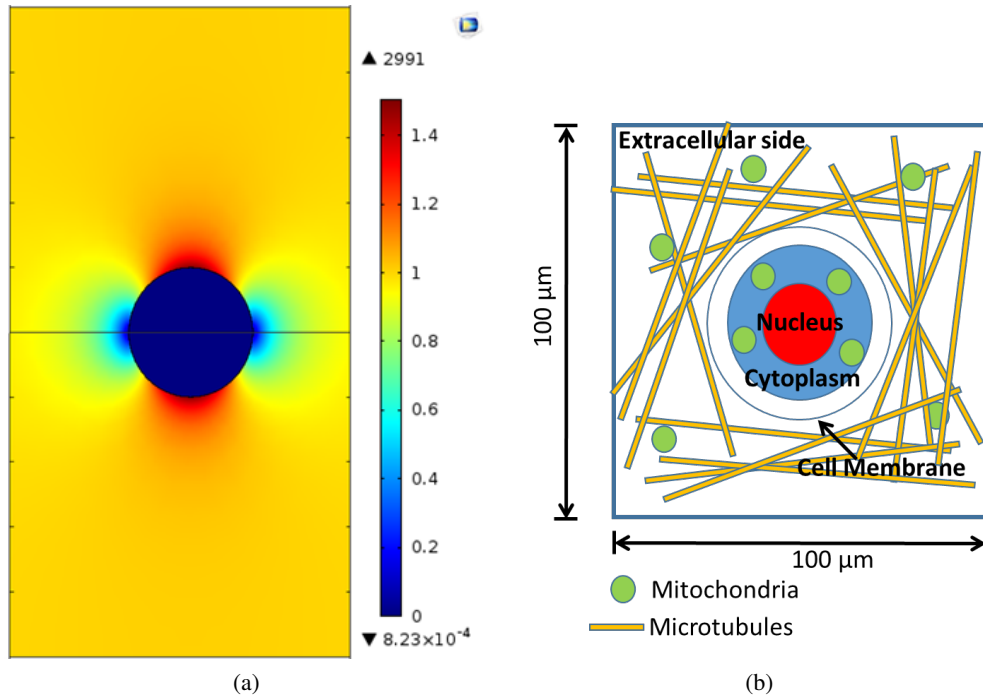 ▲ 2991
1.4
1.2
1
0.8
0.6
0.4
0.2
0
▼ 8.23×10⁻⁴
(a)
Extracellular side
Nucleus
Cytoplasm
Cell Membrane
100 µm
100 µm
Mitochondria
Microtubules
(b)